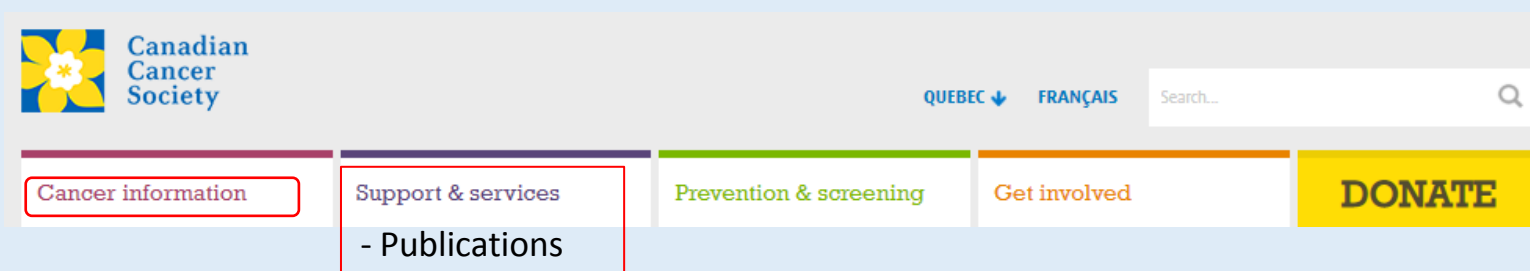 Canadian
Cancer
Society
QUEBEC FRANÇAIS Search...
Cancer information Support & services Prevention & screening Get involved DONATE
- Publications